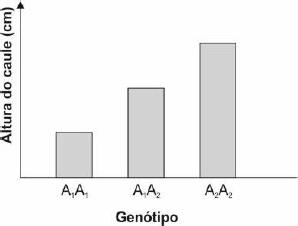 Altura do caule (cm)
A₁A₁ A₁A₂ A₂A₂
Genótipo